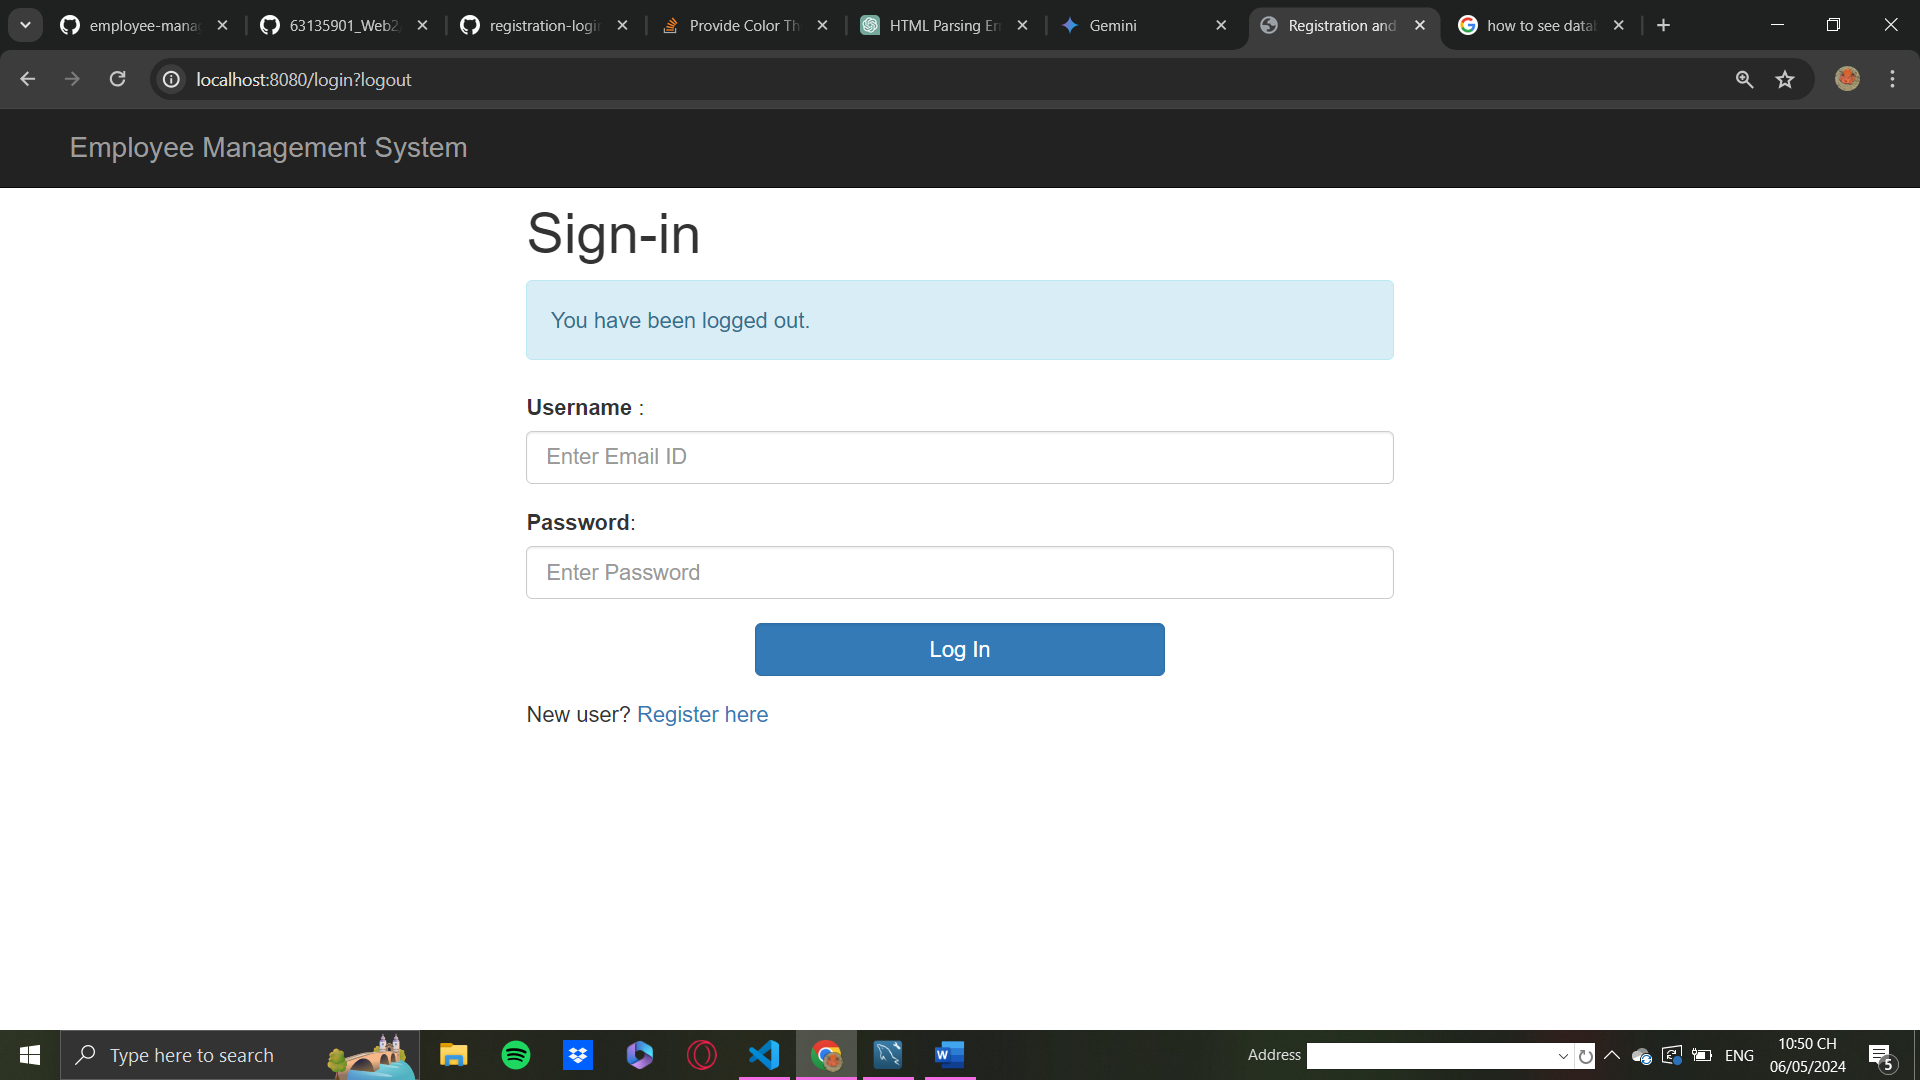 employee-mana
63135901_Web2
registration-logi
Provide Color Th
HTML Parsing Er
Gemini
Registration and
how to see datab
localhost:8080/login?logout
Employee Management System
Sign-in
You have been logged out.
Username :
Enter Email ID
Password:
Enter Password
Log In
New user? Register here
Type here to search
Address
ENG
10:50 CH
06/05/2024
5